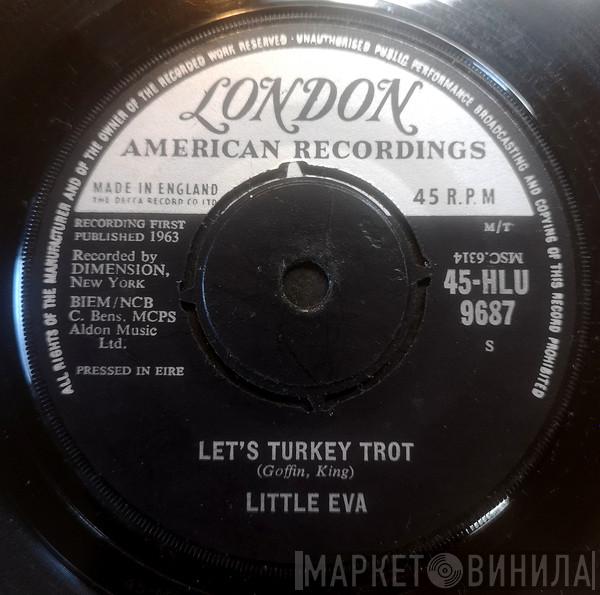 ALL RIGHTS OF THE MANUFACTURER AND OF THE OWNER OF THE RECORDED WORK RESERVED · UNAUTHORISED PUBLIC PERFORMANCE BROADCASTING AND COPYING OF THIS RECORD PROHIBITED
LONDON
AMERICAN RECORDINGS
MADE IN ENGLAND
THE DECCA RECORD CO LTD
45 R.P.M
RECORDING FIRST
PUBLISHED 1963
Recorded by
DIMENSION,
New York
BIEM/NCB
C. Bens. MCPS
Aldon Music
Ltd.
PRESSED IN EIRE
M/T
MSC.6314
45-HLU
9687
S
LET'S TURKEY TROT
(Goffin, King)
LITTLE EVA
МАРКЕТ ВИНИЛА